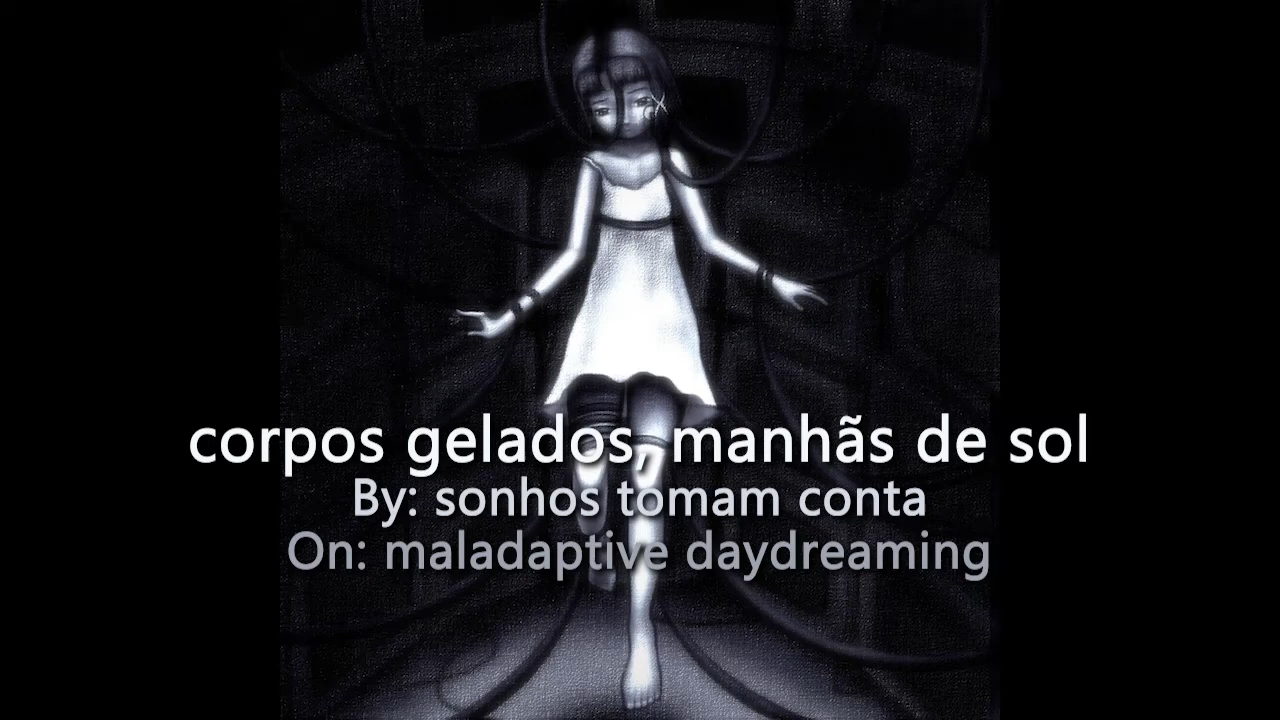 corpos gelados, manhãs de sol
By: sonhos tomam conta
On: maladaptive daydreaming